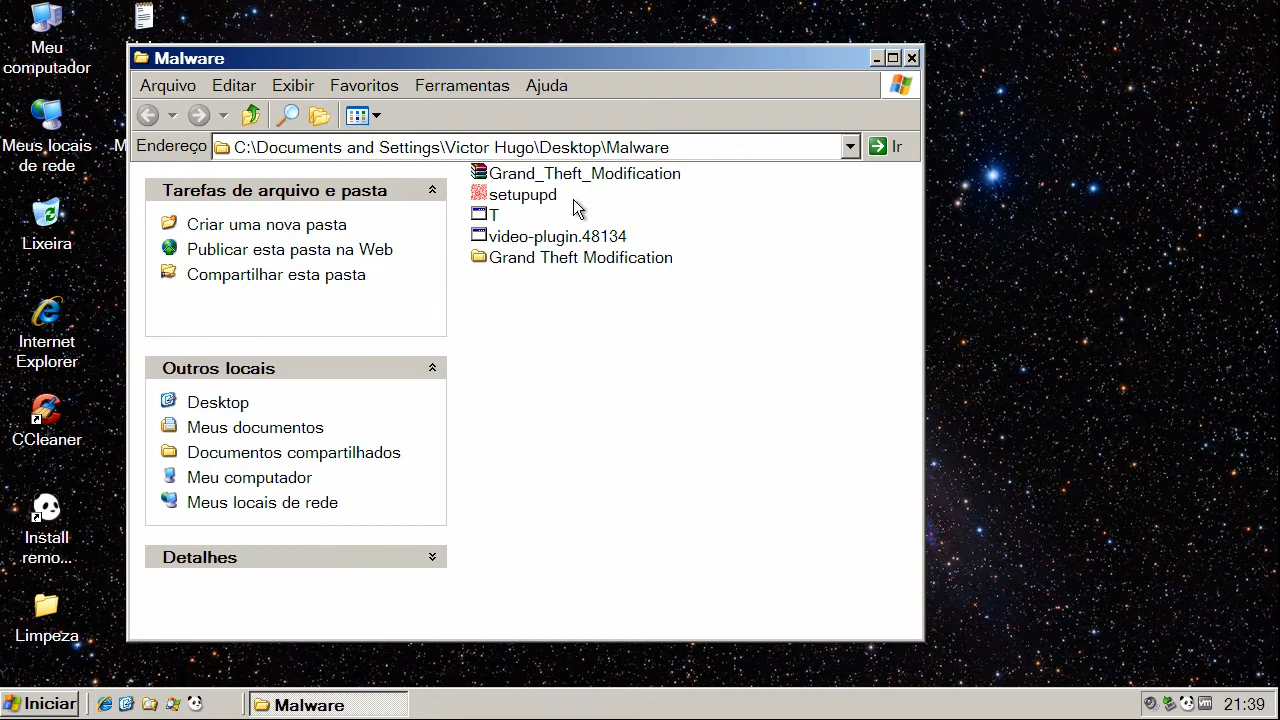 Meu
computador
Meus locais
de rede
M
Lixeira
Internet
Explorer
CCleaner
Install
remo...
Limpeza
Malware
Arquivo Editar Exibir Favoritos Ferramentas Ajuda
Endereço C:\Documents and Settings\Victor Hugo\Desktop\Malware Ir
Tarefas de arquivo e pasta
Criar uma nova pasta
Publicar esta pasta na Web
Compartilhar esta pasta
Outros locais
Desktop
Meus documentos
Documentos compartilhados
Meu computador
Meus locais de rede
Detalhes
Grand_Theft_Modification
setupupd
T
video-plugin.48134
Grand Theft Modification
Iniciar
Malware
vm
21:39